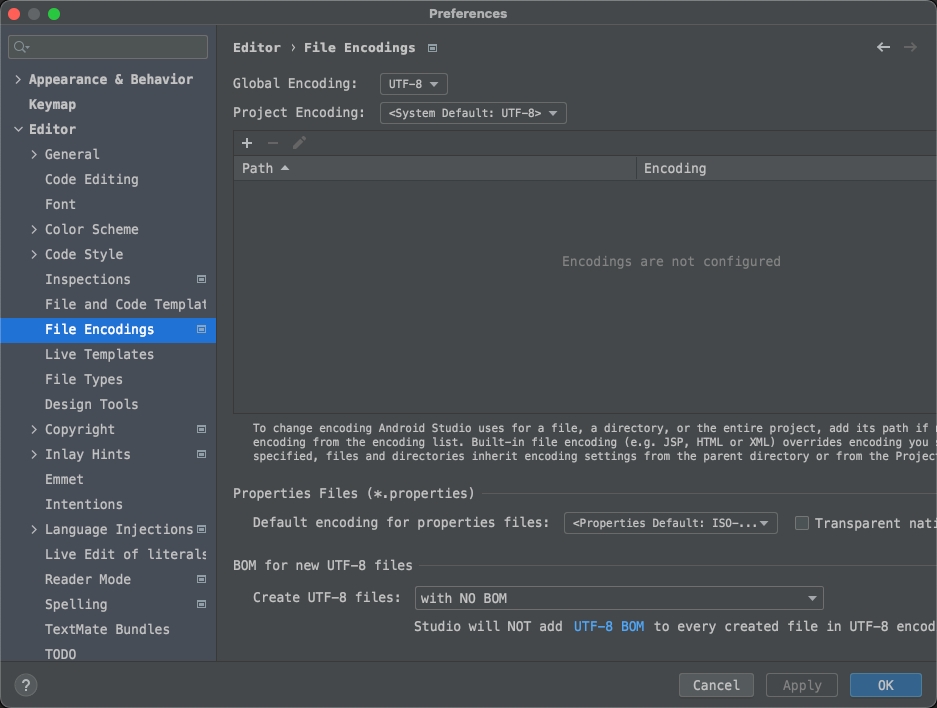 Preferences
Appearance & Behavior
Keymap
Editor
General
Code Editing
Font
Color Scheme
Code Style
Inspections
File and Code Templat
File Encodings
Live Templates
File Types
Design Tools
Copyright
Inlay Hints
Emmet
Intentions
Language Injections
Live Edit of literals
Reader Mode
Spelling
TextMate Bundles
TODO
Editor › File Encodings
Global Encoding: UTF-8
Project Encoding: <System Default: UTF-8>
Path Encoding
Encodings are not configured
To change encoding Android Studio uses for a file, a directory, or the entire project, add its path if
encoding from the encoding list. Built-in file encoding (e.g. JSP, HTML or XML) overrides encoding you
specified, files and directories inherit encoding settings from the parent directory or from the Projec
Properties Files (*.properties)
Default encoding for properties files: <Properties Default: ISO-... Transparent nati
BOM for new UTF-8 files
Create UTF-8 files: with NO BOM
Studio will NOT add UTF-8 BOM to every created file in UTF-8 encod
? Cancel Apply OK